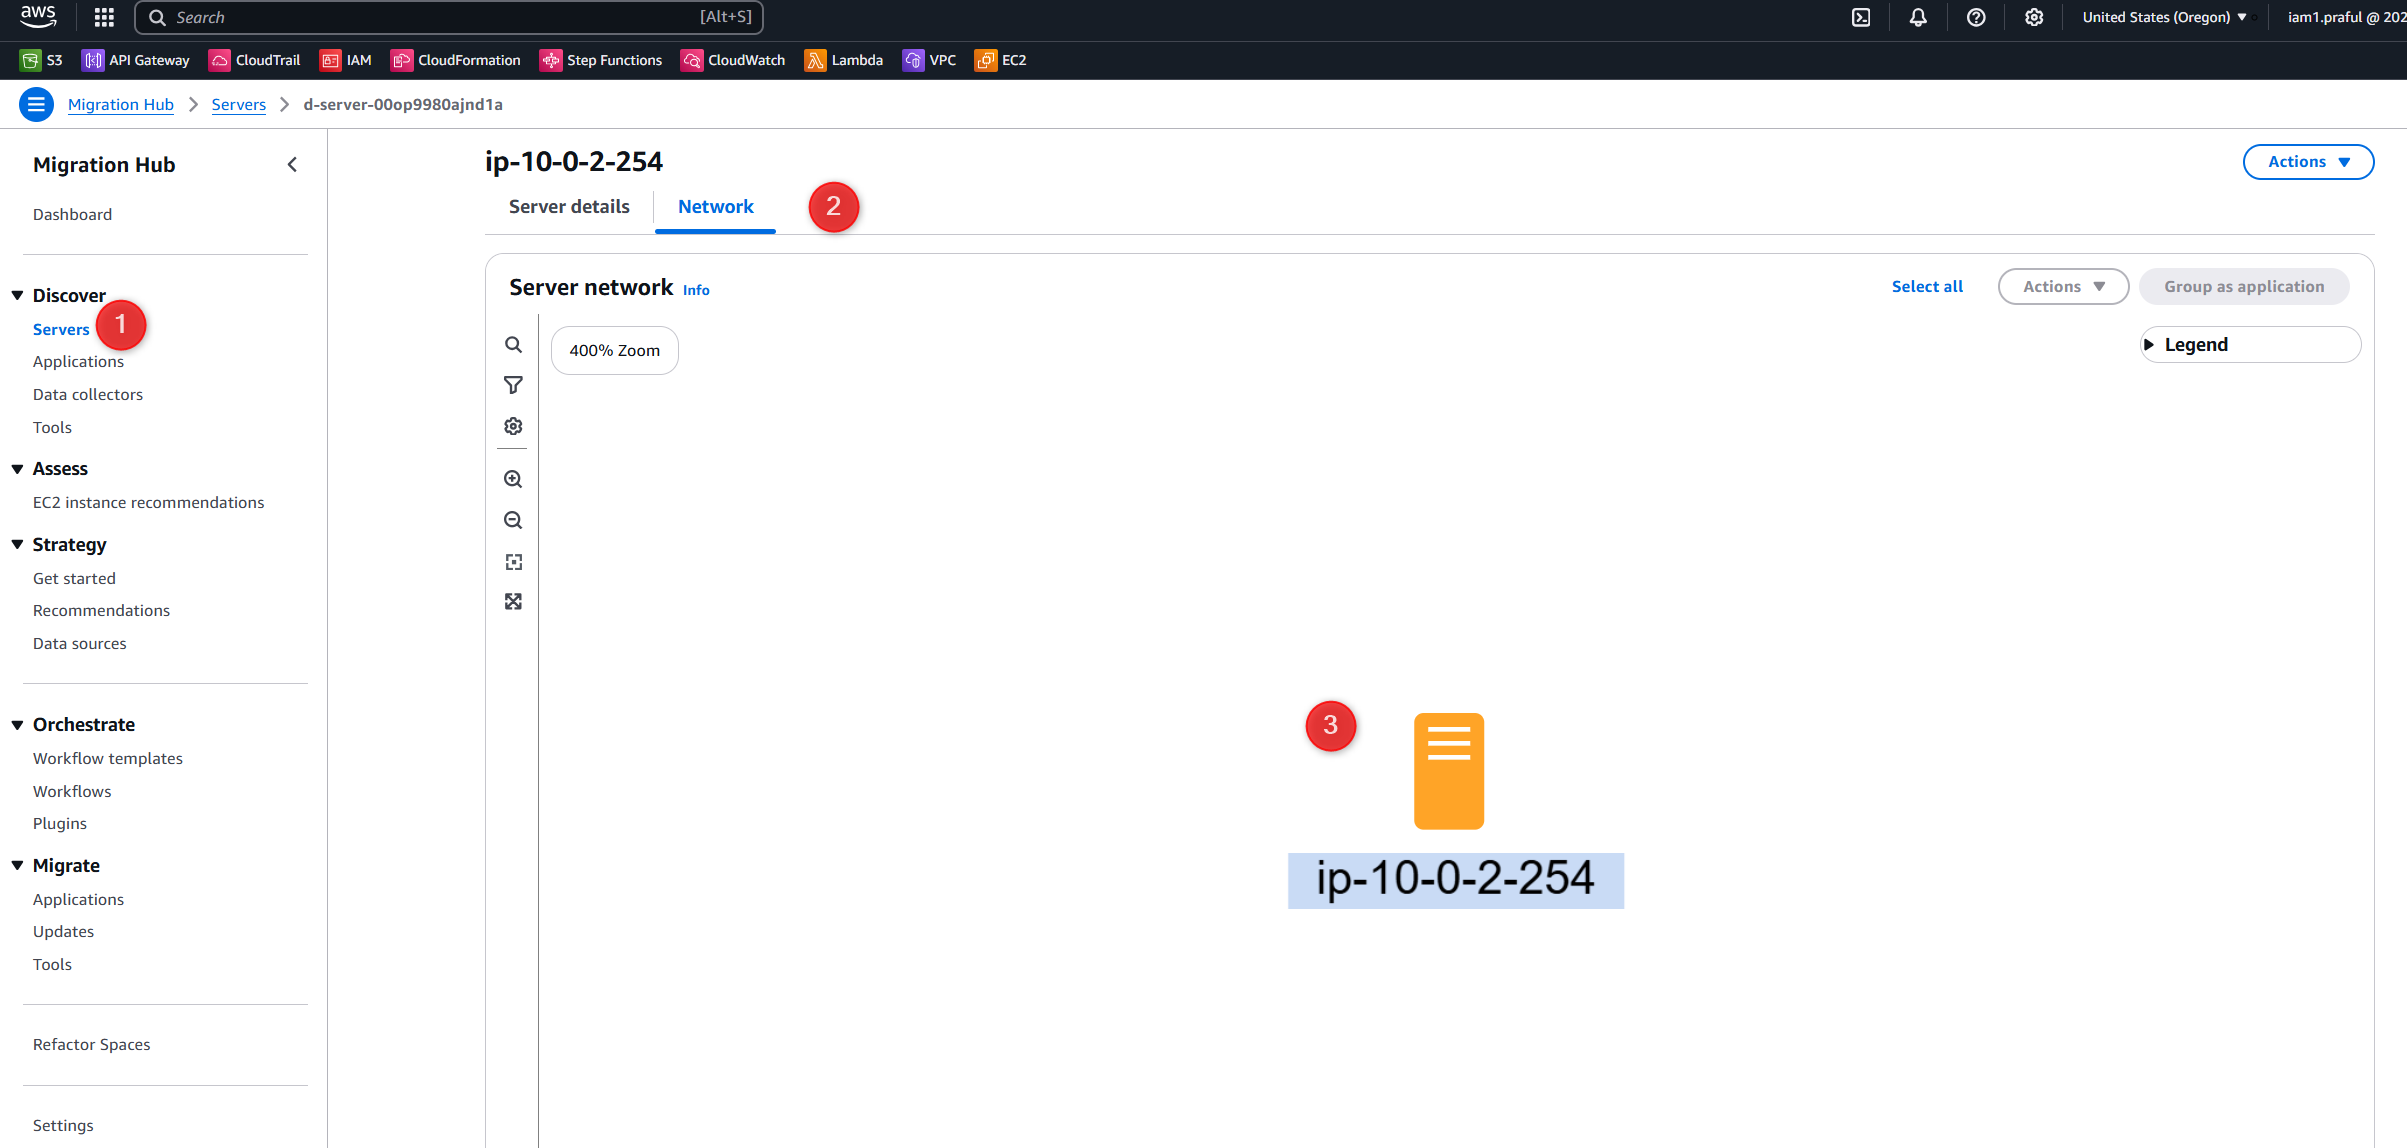 aws
Search [Alt+S]
United States (Oregon) iam1.praful @ 202
S3 API Gateway CloudTrail IAM CloudFormation Step Functions CloudWatch Lambda VPC EC2
Migration Hub Servers d-server-00op9980ajnd1a
Migration Hub
Dashboard
Discover
Servers 1
Applications
Data collectors
Tools
Assess
EC2 instance recommendations
Strategy
Get started
Recommendations
Data sources
Orchestrate
Workflow templates
Workflows
Plugins
Migrate
Applications
Updates
Tools
Refactor Spaces
Settings
ip-10-0-2-254
Actions
Server details Network 2
Server network Info
Select all Actions Group as application
400% Zoom
Legend
3
ip-10-0-2-254